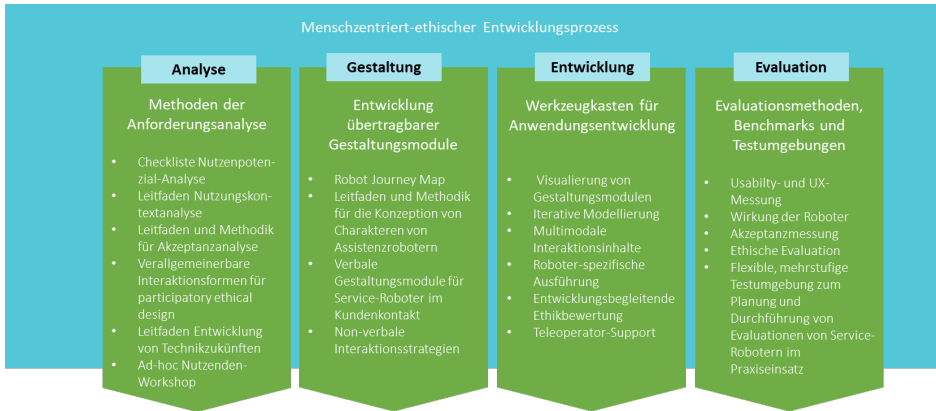 Menschzentriert-ethischer Entwicklungsprozess
Analyse
Methoden der
Anforderungsanalyse
• Checkliste Nutzenpoten-
zial-Analyse
• Leitfaden Nutzungskon-
textanalyse
• Leitfaden und Methodik
für Akzeptanzanalyse
• Verallgemeinerbare
Interaktionsformen für
participatory ethical
design
• Leitfaden Entwicklung
von Technikzukünften
• Ad-hoc Nutzenden-
Workshop
Gestaltung
Entwicklung
übertragbarer
Gestaltungsmodule
• Robot Journey Map
• Leitfaden und Methodik
für die Konzeption von
Charakteren von
Assistenzrobotern
• Verbale
Gestaltungsmodule für
Service-Roboter im
Kundenkontakt
• Non-verbale
Interaktionsstrategien
Entwicklung
Werkzeugkasten für
Anwendungsentwicklung
• Visualierung von
Gestaltungsmodulen
• Iterative Modellierung
• Multimodale
Interaktionsinhalte
• Roboter-spezifische
Ausführung
• Entwicklungsbegleitende
Ethikbewertung
• Teleoperator-Support
Evaluation
Evaluationsmethoden,
Benchmarks und
Testumgebungen
• Usabilty- und UX-
Messung
• Wirkung der Roboter
• Akzeptanzmessung
• Ethische Evaluation
• Flexible, mehrstufige
Testumgebung zum
Planung und
Durchführung von
Evaluationen von Service-
Robotern im
Praxiseinsatz